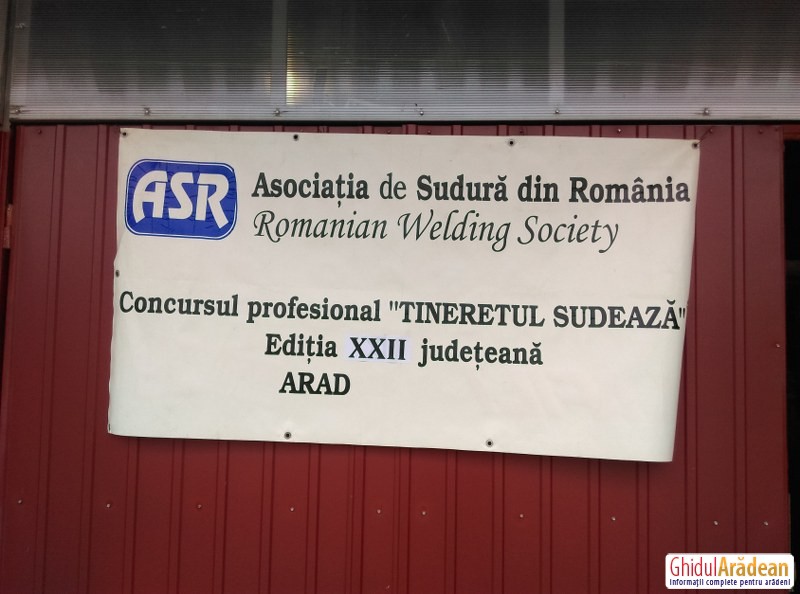 ASR
Asociația de Sudură din România
Romanian Welding Society
Concursul profesional "TINERETUL SUDEAZĂ"
Ediția XXII județeană
ARAD
GhidulArădean
informații complete pentru arădeni